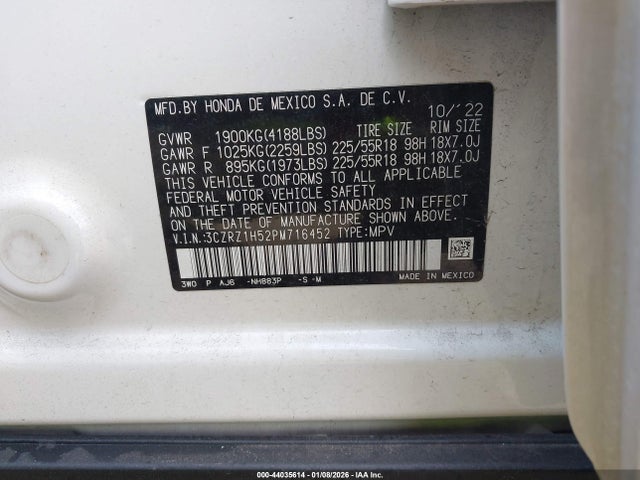 MFD.BY HONDA DE MEXICO S.A. DE C.V. 10/'22
GVWR 1900KG(4188LBS) TIRE SIZE RIM SIZE
GAWR F 1025KG(2259LBS) 225/55R18 98H 18X7.0J
GAWR R 895KG(1973LBS) 225/55R18 98H 18X7.0J
THIS VEHICLE CONFORMS TO ALL APPLICABLE
FEDERAL MOTOR VEHICLE SAFETY
AND THEFT PREVENTION STANDARDS IN EFFECT
ON THE DATE OF MANUFACTURE SHOWN ABOVE.
V.I.N.:3CZRZ1H52PM716452 TYPE:MPV
3W0 P AJ6 -NH883P -S -M MADE IN MEXICO
000-44035614 - 01/08/2026 - IAA Inc.